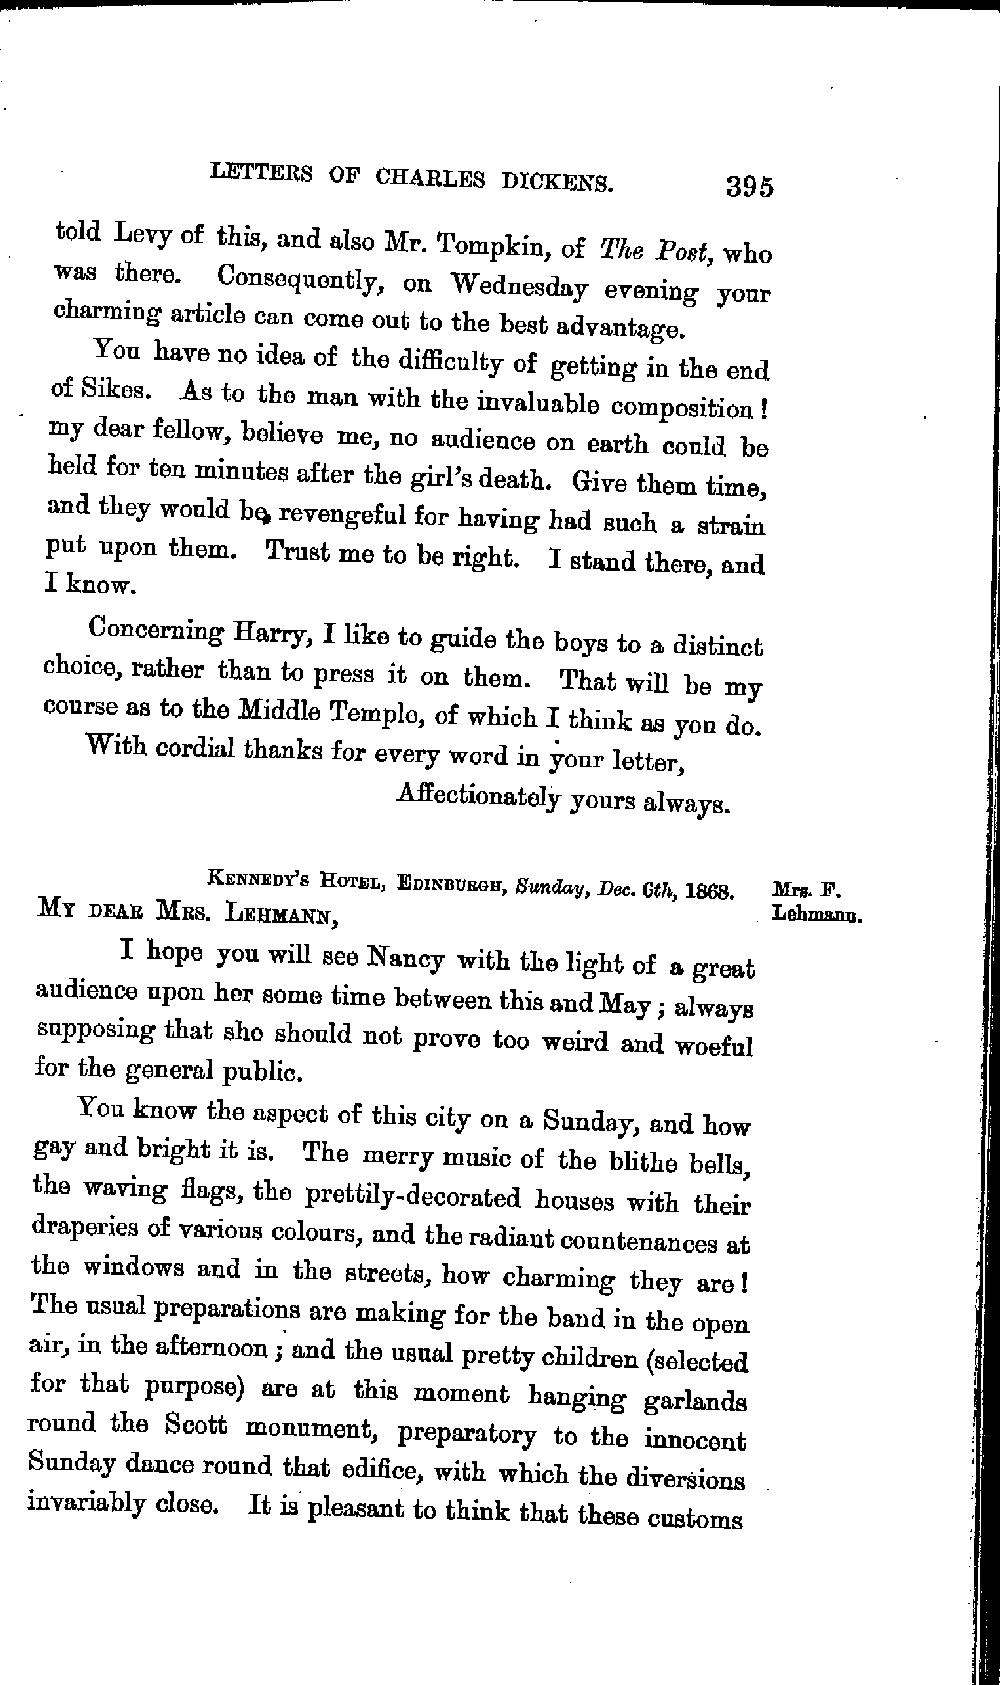 LETTERS OF CHARLES DICKENS. 395
told Levy of this, and also Mr. Tompkin, of The Post, who
was there. Consequently, on Wednesday evening your
charming article can come out to the best advantage.
You have no idea of the difficulty of getting in the end
of Sikes. As to the man with the invaluable composition!
my dear fellow, believe me, no audience on earth could be
held for ten minutes after the girl's death. Give them time,
and they would be revengeful for having had such a strain
put upon them. Trust me to be right. I stand there, and
I know.
Concerning Harry, I like to guide the boys to a distinct
choice, rather than to press it on them. That will be my
course as to the Middle Temple, of which I think as you do.
With cordial thanks for every word in your letter,
Affectionately yours always.
KENNEDY'S HOTEL, EDINBURGH, Sunday, Dec. 6th, 1868.
Mrs. F.
Lehmann.
MY DEAR MRS. LEHMANN,
I hope you will see Nancy with the light of a great
audience upon her some time between this and May; always
supposing that she should not prove too weird and woeful
for the general public.
You know the aspect of this city on a Sunday, and how
gay and bright it is. The merry music of the blithe bells,
the waving flags, the prettily-decorated houses with their
draperies of various colours, and the radiant countenances at
the windows and in the streets, how charming they are!
The usual preparations are making for the band in the open
air, in the afternoon; and the usual pretty children (selected
for that purpose) are at this moment hanging garlands
round the Scott monument, preparatory to the innocent
Sunday dance round that edifice, with which the diversions
invariably close. It is pleasant to think that these customs